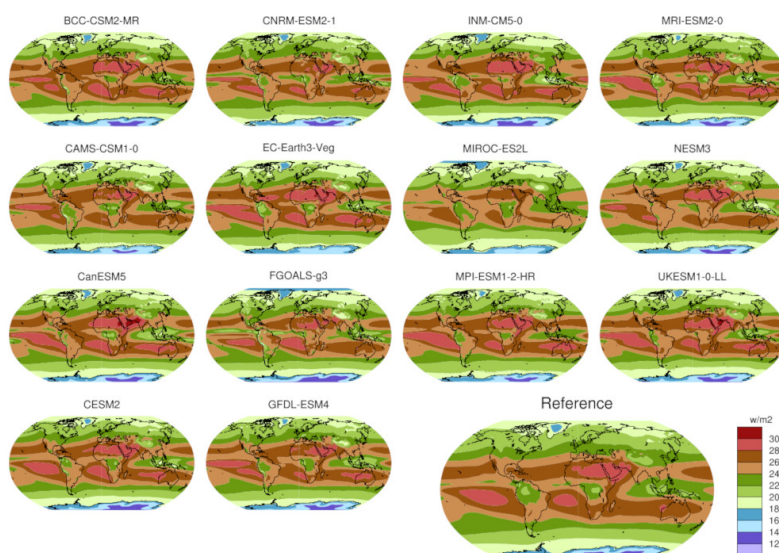 BCC-CSM2-MR CNRM-ESM2-1 INM-CM5-0 MRI-ESM2-0
CAMS-CSM1-0 EC-Earth3-Veg MIROC-ES2L NESM3
CanESM5 FGOALS-g3 MPI-ESM1-2-HR UKESM1-0-LL
CESM2 GFDL-ESM4 Reference
w/m2
30
28
26
24
22
20
18
16
14
12